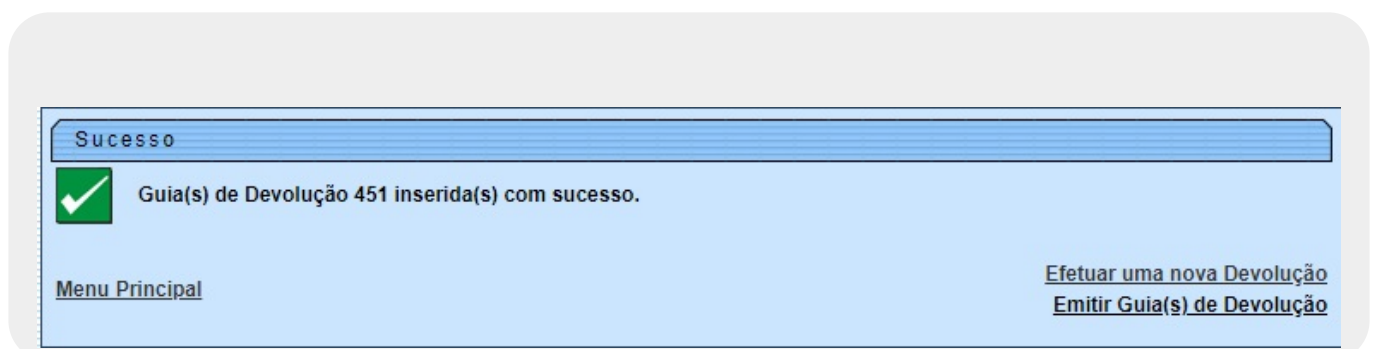 Sucesso
Guia(s) de Devolução 451 inserida(s) com sucesso.
Menu Principal
Efetuar uma nova Devolução
Emitir Guia(s) de Devolução